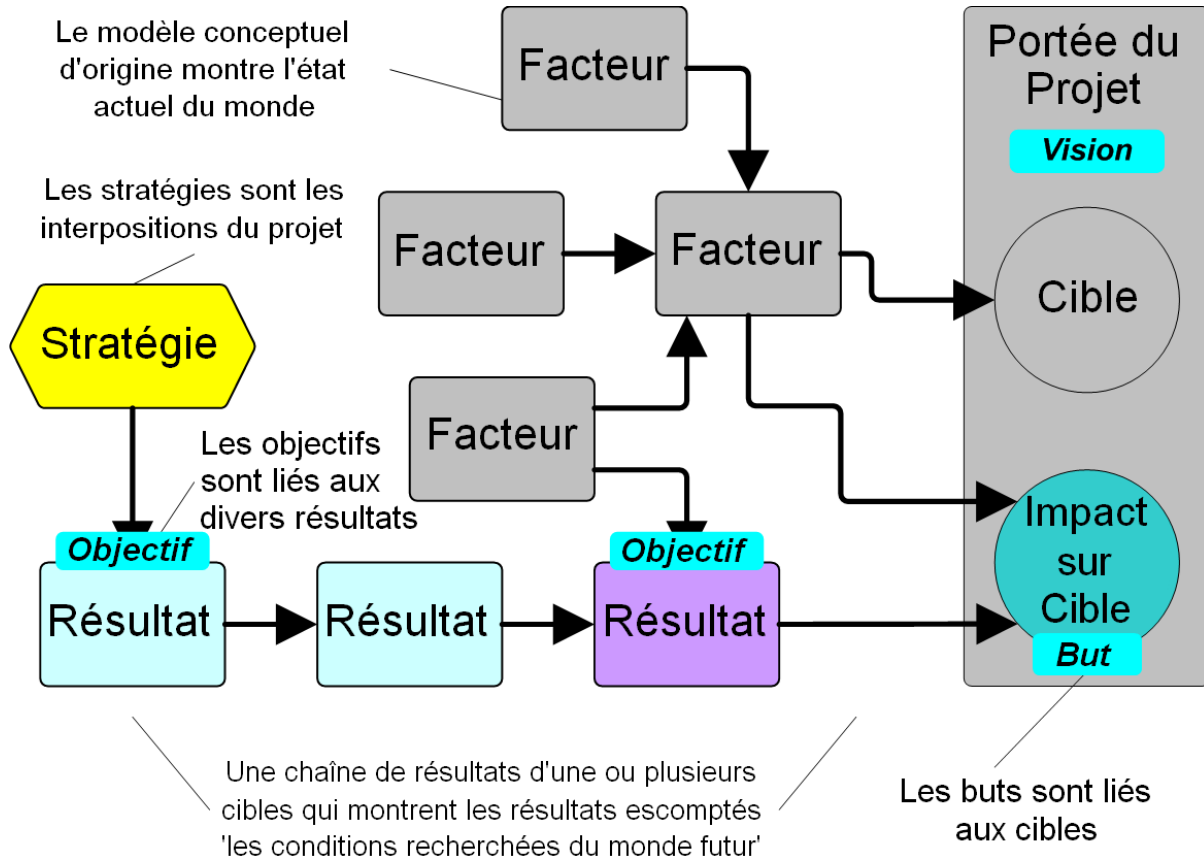 Le modèle conceptuel
d'origine montre l'état
actuel du monde
Facteur
Portée du
Projet
Vision
Les stratégies sont les
interpositions du projet
Facteur
Facteur
Cible
Stratégie
Facteur
Les objectifs
sont liés aux
divers résultats
Objectif
Résultat
Résultat
Objectif
Résultat
Impact
sur
Cible
But
Une chaîne de résultats d'une ou plusieurs
cibles qui montrent les résultats escomptés
'les conditions recherchées du monde futur'
Les buts sont liés
aux cibles